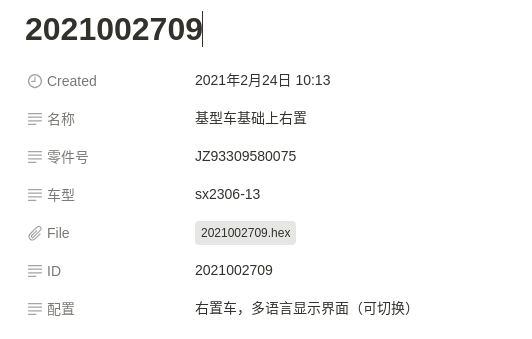 2021002709
Created 2021年2月24日 10:13
名称 基型车基础上右置
零件号 JZ93309580075
车型 sx2306-13
File 2021002709.hex
ID 2021002709
配置 右置车，多语言显示界面（可切换）